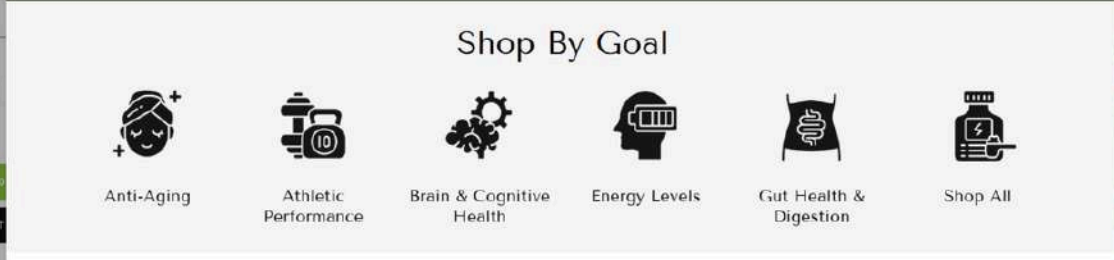 Shop By Goal
10
Anti-Aging
Athletic
Performance
Brain & Cognitive
Health
Energy Levels
Gut Health &
Digestion
Shop All